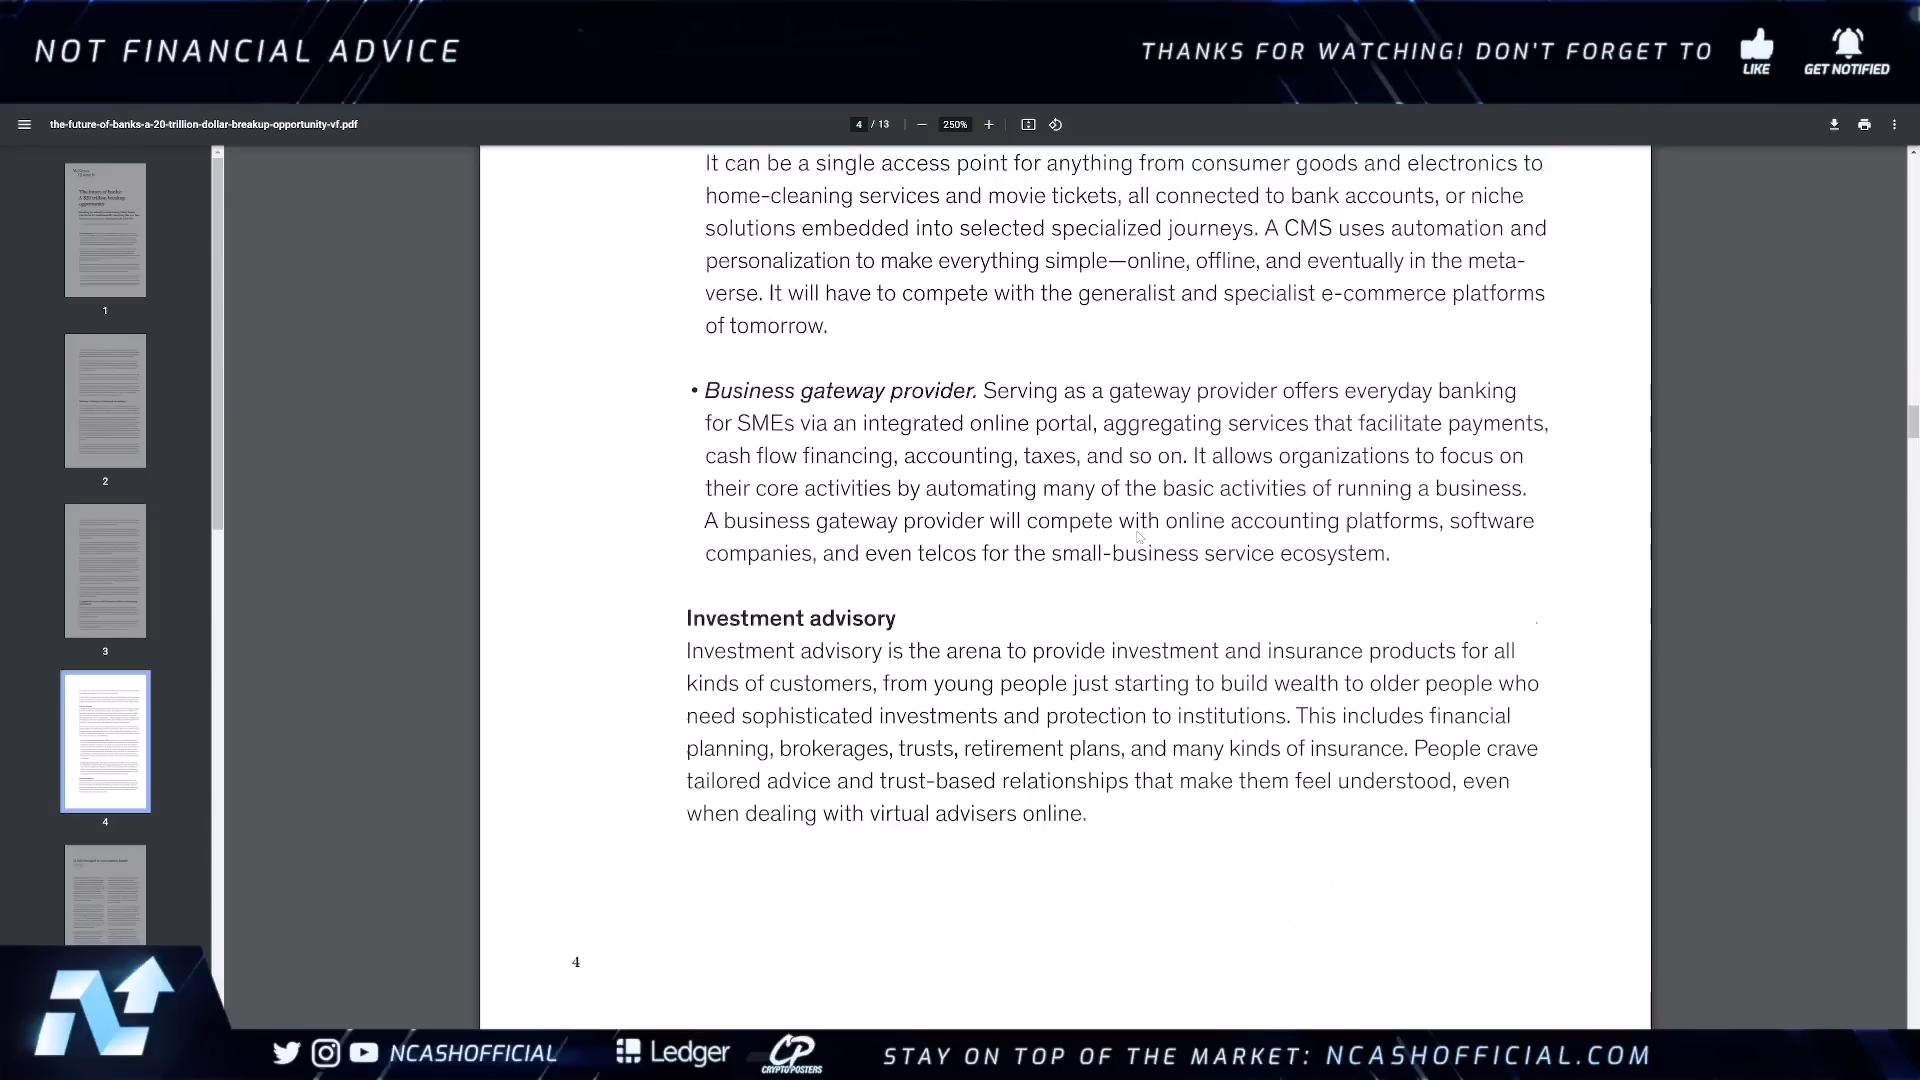 NOT FINANCIAL ADVICE
THANKS FOR WATCHING! DON'T FORGET TO
LIKE
GET NOTIFIED
the-future-of-banks-a-20-trillion-dollar-breakup-opportunity-vf.pdf
4 / 13
250%
1
2
3
4
It can be a single access point for anything from consumer goods and electronics to
home-cleaning services and movie tickets, all connected to bank accounts, or niche
solutions embedded into selected specialized journeys. A CMS uses automation and
personalization to make everything simple—online, offline, and eventually in the meta-
verse. It will have to compete with the generalist and specialist e-commerce platforms
of tomorrow.
• Business gateway provider. Serving as a gateway provider offers everyday banking
for SMEs via an integrated online portal, aggregating services that facilitate payments,
cash flow financing, accounting, taxes, and so on. It allows organizations to focus on
their core activities by automating many of the basic activities of running a business.
A business gateway provider will compete with online accounting platforms, software
companies, and even telcos for the small-business service ecosystem.
Investment advisory
Investment advisory is the arena to provide investment and insurance products for all
kinds of customers, from young people just starting to build wealth to older people who
need sophisticated investments and protection to institutions. This includes financial
planning, brokerages, trusts, retirement plans, and many kinds of insurance. People crave
tailored advice and trust-based relationships that make them feel understood, even
when dealing with virtual advisers online.
4
NCASHOFFICIAL
Ledger
CP
CRYPTO POSTERS
STAY ON TOP OF THE MARKET: NCASHOFFICIAL.COM